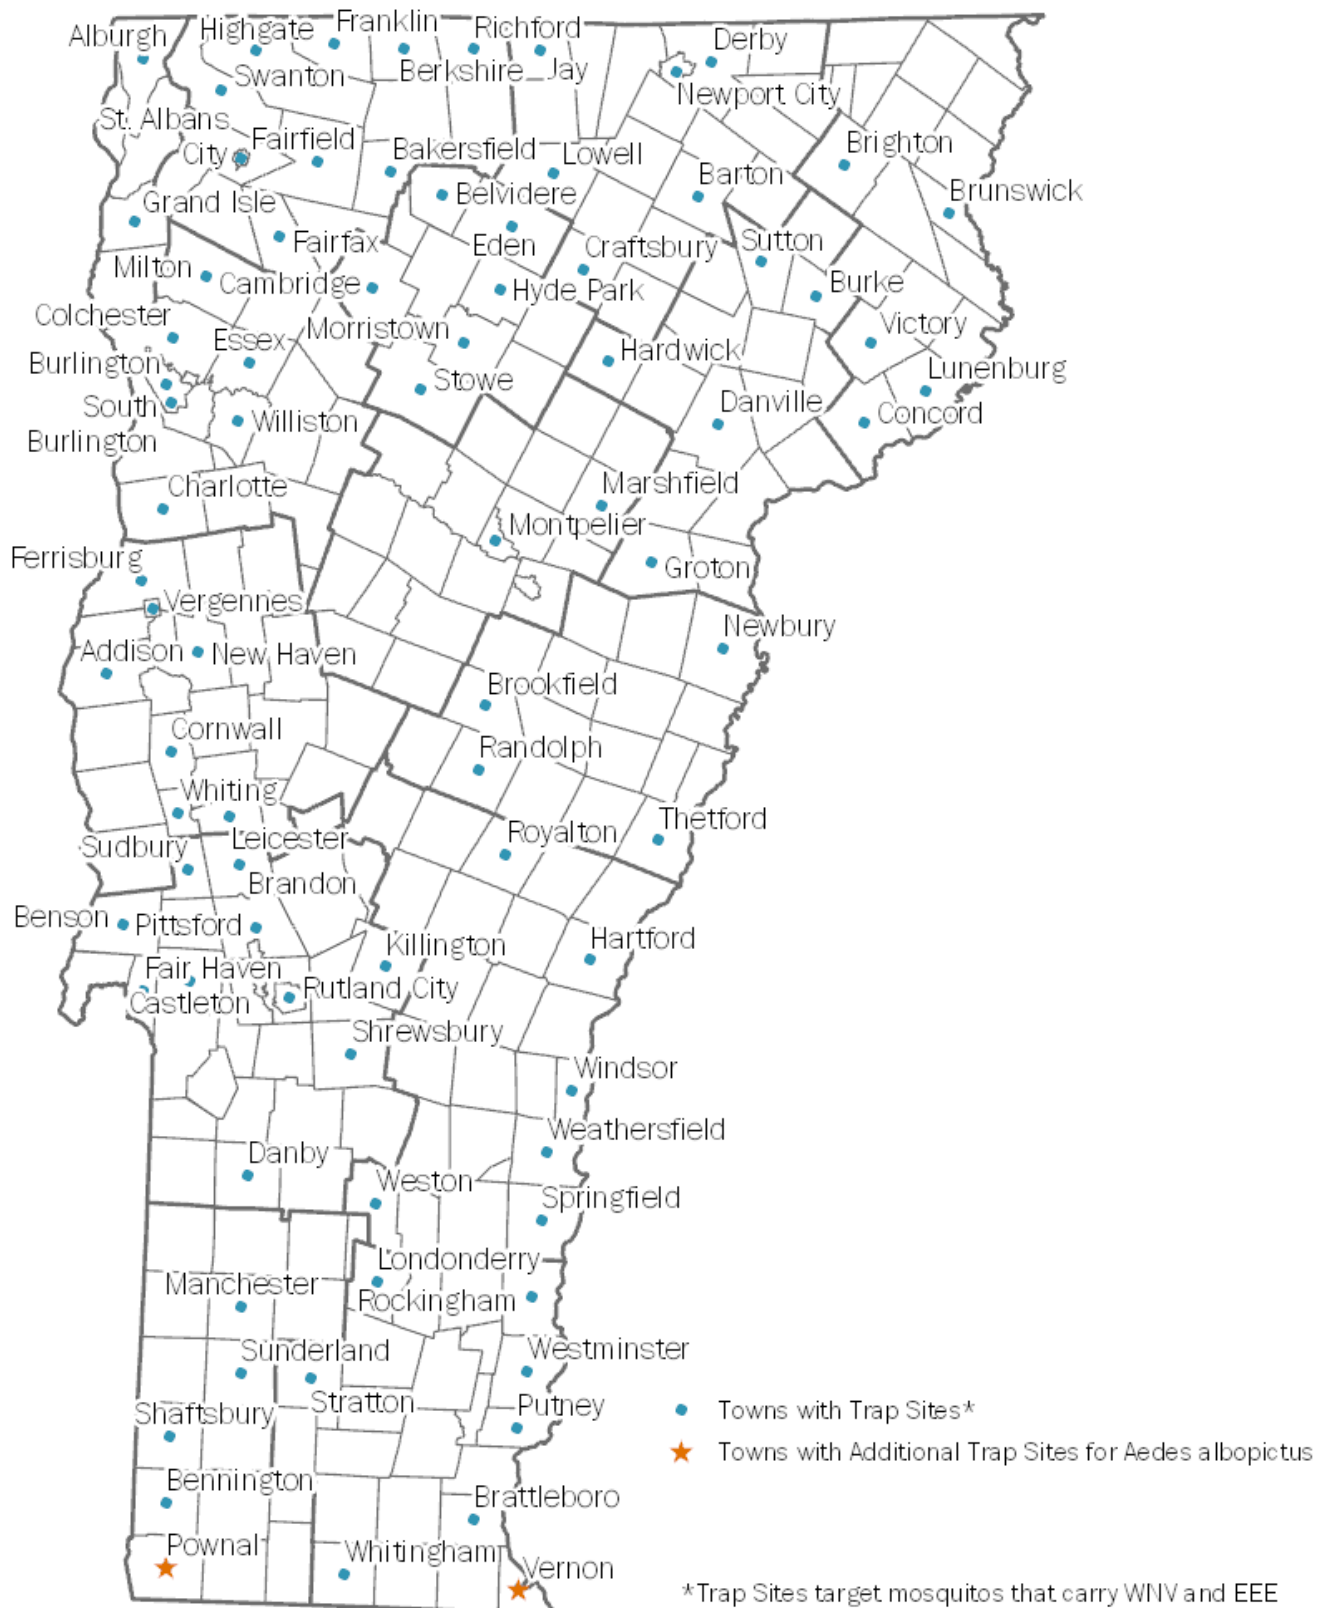 Alburgh
Highgate
Franklin
Richford
Derby
Swanton
Berkshire
Jay
Newport City
St. Albans
City
Fairfield
Bakersfield
Lowell
Brighton
Barton
Brunswick
Belvidere
Grand Isle
Fairfax
Eden
Craftsbury
Sutton
Milton
Cambridge
Hyde Park
Burke
Colchester
Essex
Morristown
Victory
Hardwick
Burlington
Lunenburg
Stowe
South
Burlington
Williston
Danville
Concord
Charlotte
Marshfield
Montpelier
Ferrisburg
Groton
Vergennes
Newbury
Addison
New Haven
Brookfield
Cornwall
Randolph
Whiting
Thetford
Leicester
Royalton
Sudbury
Brandon
Benson
Pittsford
Killington
Hartford
Fair Haven
Rutland City
Castleton
Shrewsbury
Windsor
Weathersfield
Danby
Weston
Springfield
Londonderry
Manchester
Rockingham
Sunderland
Westminster
Stratton
Putney
Towns with Trap Sites*
Shaftsbury
Towns with Additional Trap Sites for Aedes albopictus
Bennington
Brattleboro
Pownal
Whitingham
Vernon
*Trap Sites target mosquitos that carry WNV and EEE